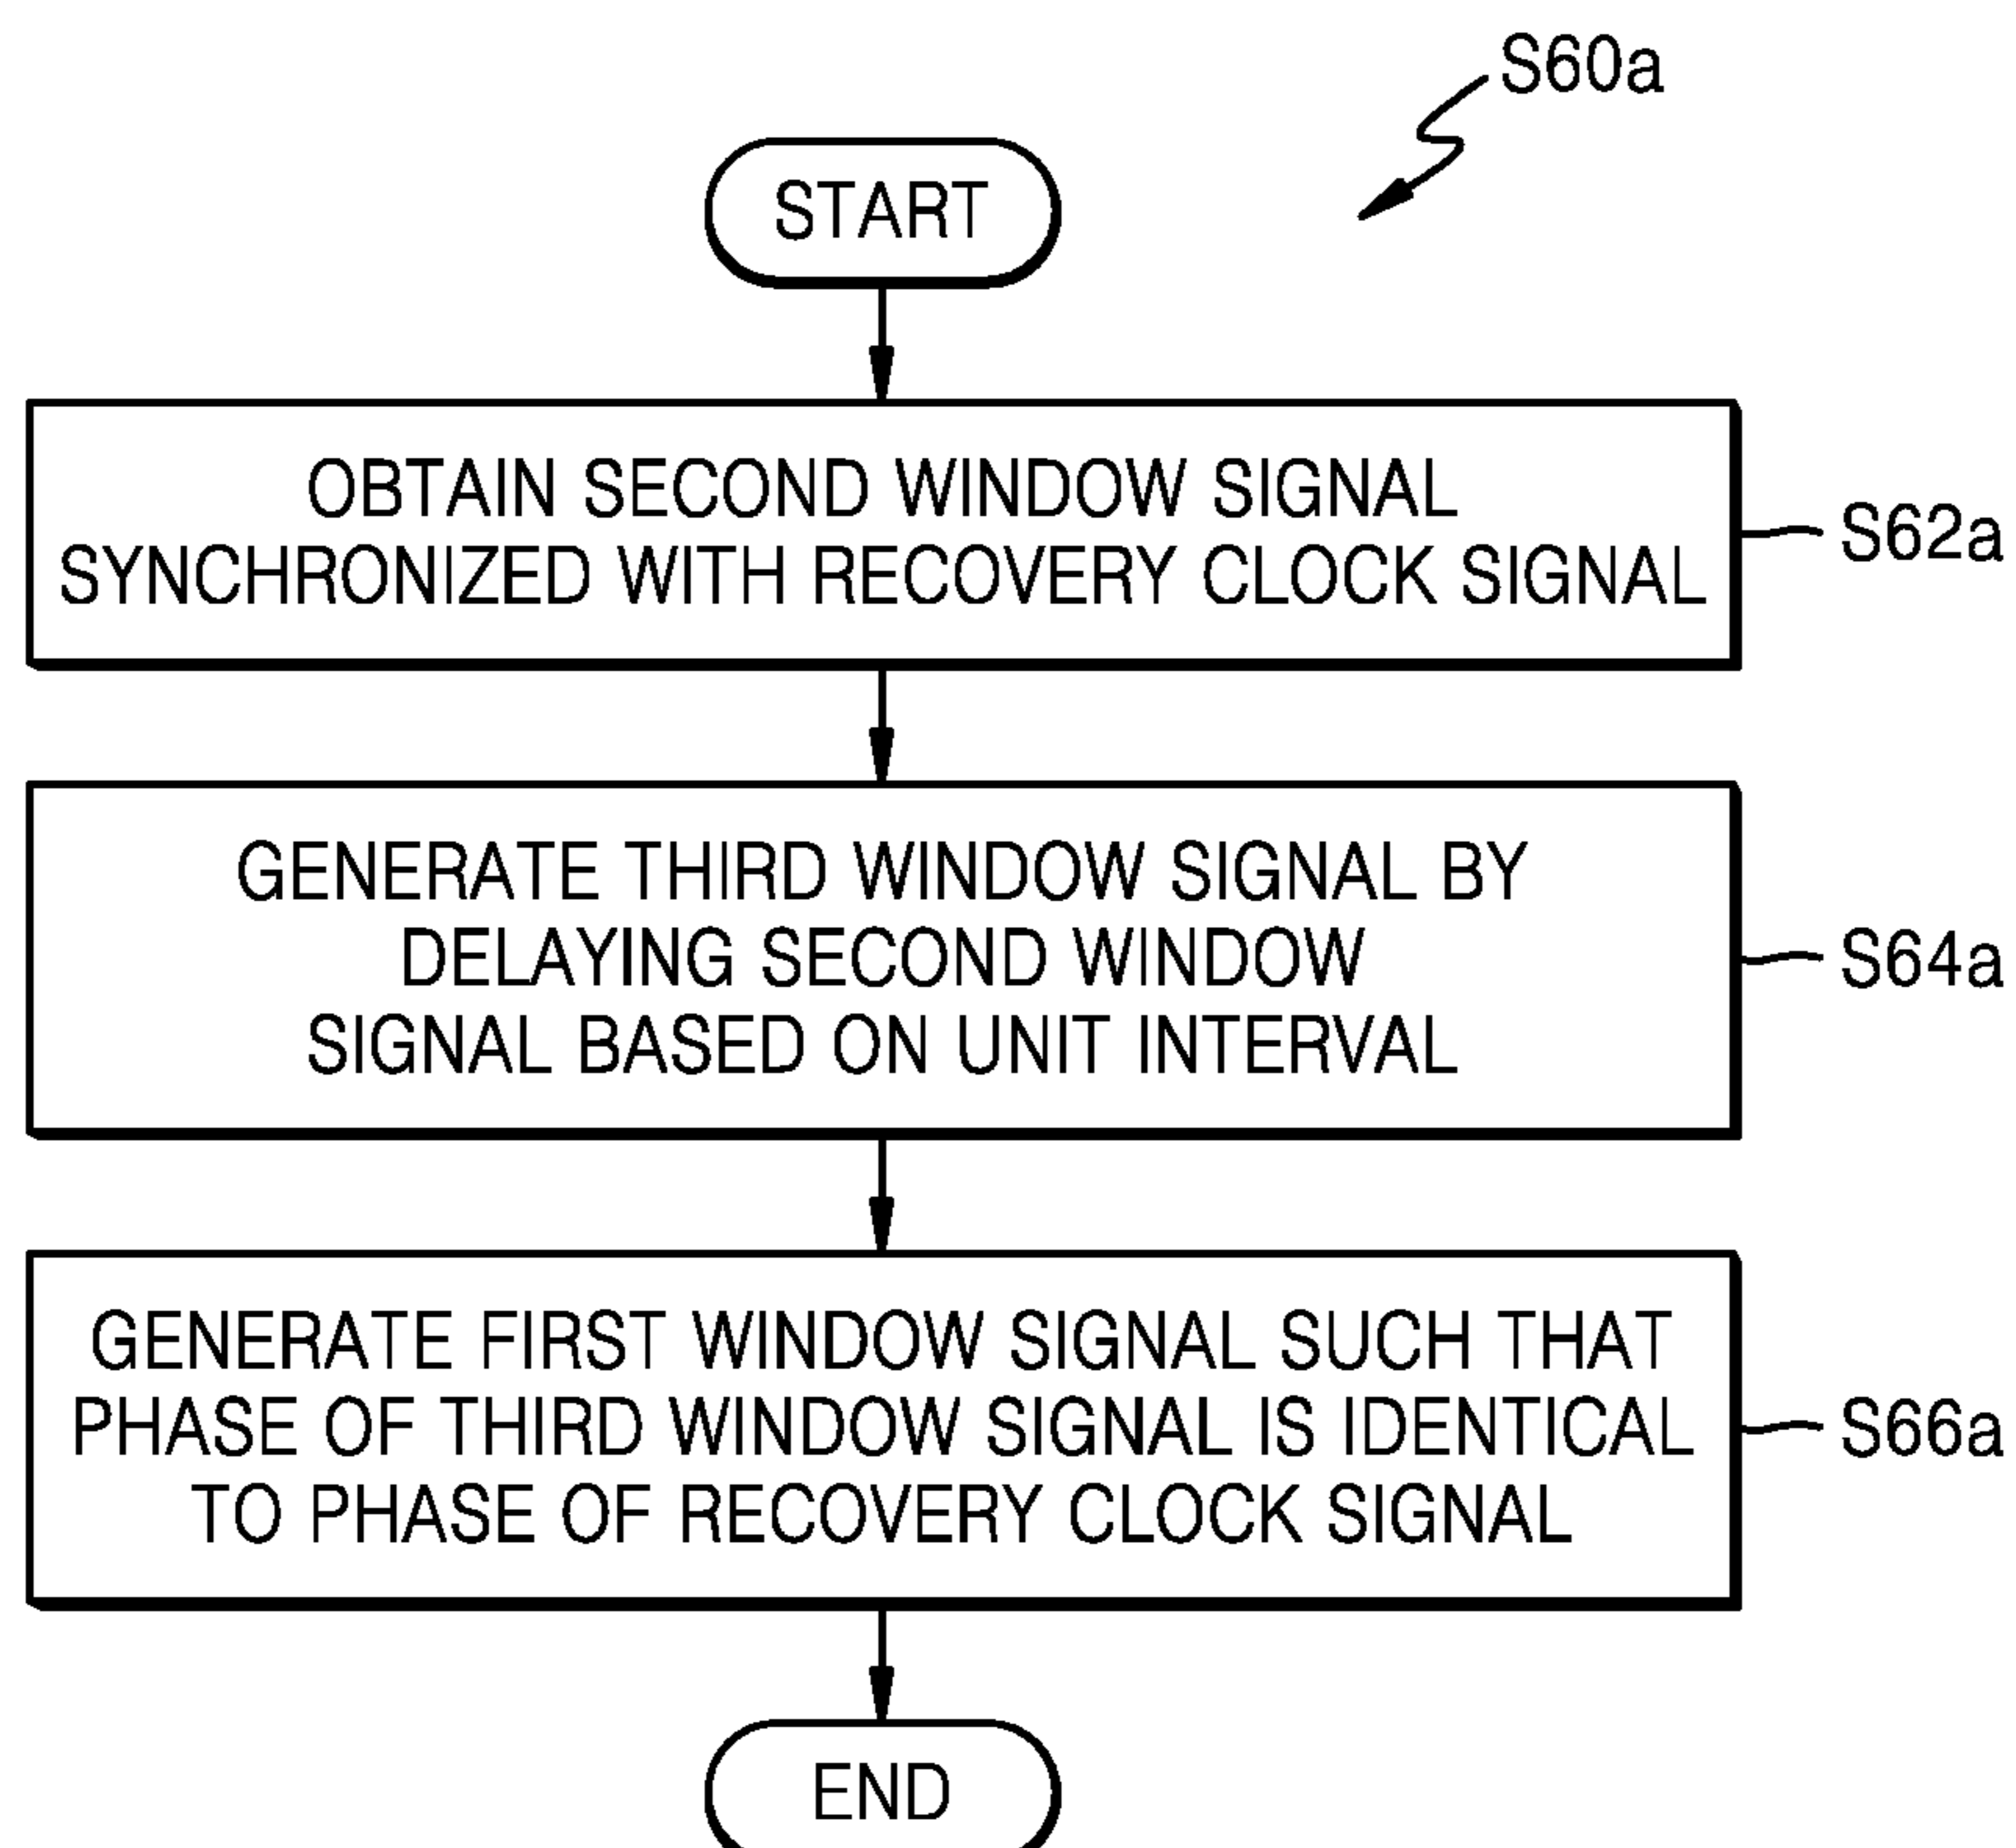 S60a
START
OBTAIN SECOND WINDOW SIGNAL
SYNCHRONIZED WITH RECOVERY CLOCK SIGNAL
S62a
GENERATE THIRD WINDOW SIGNAL BY
DELAYING SECOND WINDOW
SIGNAL BASED ON UNIT INTERVAL
S64a
GENERATE FIRST WINDOW SIGNAL SUCH THAT
PHASE OF THIRD WINDOW SIGNAL IS IDENTICAL
TO PHASE OF RECOVERY CLOCK SIGNAL
S66a
END